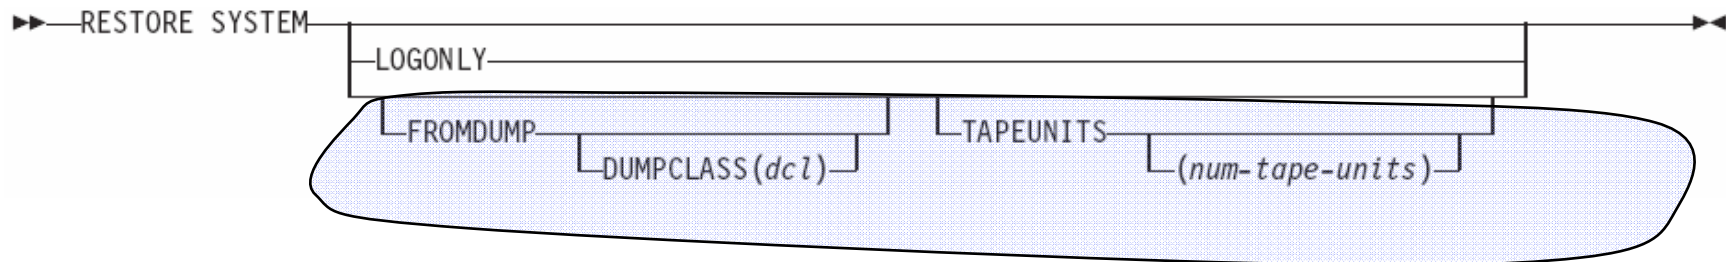 RESTORE SYSTEM
LOGONLY
FROMDUMP TAPEUNITS
DUMPCLASS(dcl) (num-tape-units)